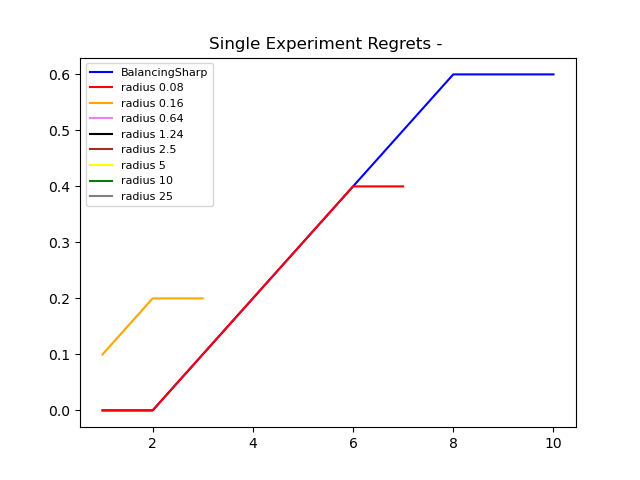 Single Experiment Regrets -
BalancingSharp
radius 0.08
radius 0.16
radius 0.64
radius 1.24
radius 2.5
radius 5
radius 10
radius 25
0.6
0.5
0.4
0.3
0.2
0.1
0.0
2 4 6 8 10